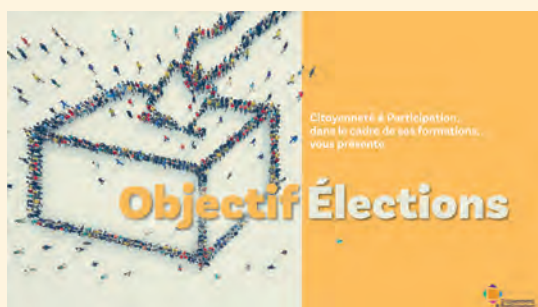 Citoyenneté & Participation,
dans le cadre de ses formations,
vous présente
Objectif Élections